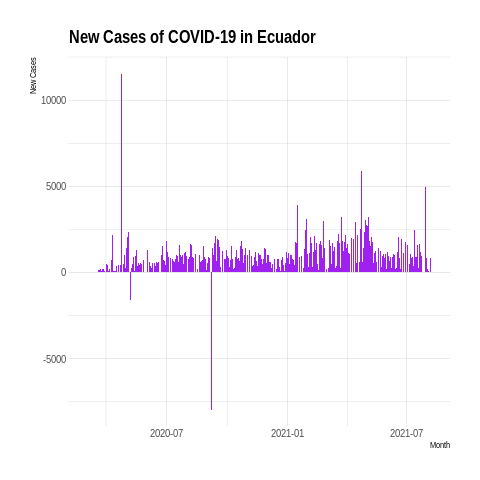 New Cases of COVID-19 in Ecuador
New Cases
10000
5000
0
-5000
2020-07
2021-01
2021-07
Month